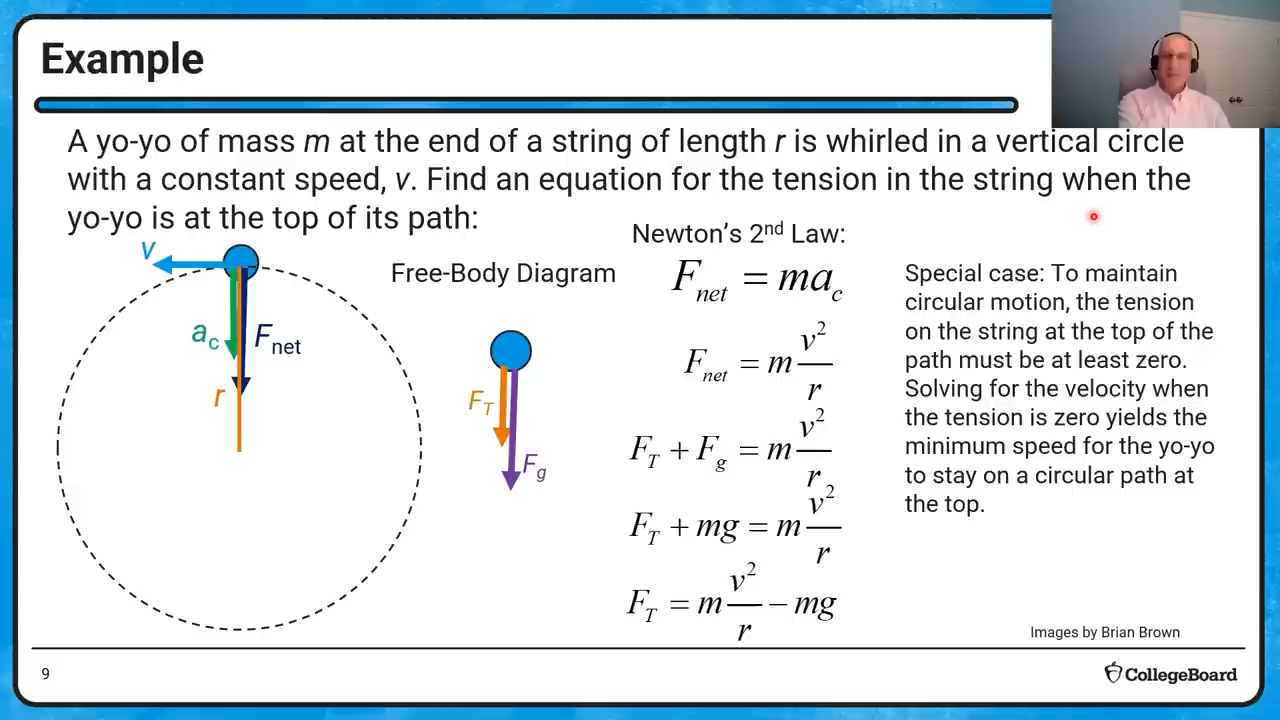 Example
A yo-yo of mass m at the end of a string of length r is whirled in a vertical circle
with a constant speed, v. Find an equation for the tension in the string when the
yo-yo is at the top of its path:
v
a_c
F_net
r
Free-Body Diagram
F_T
F_g
Newton's 2nd Law:
F_net = ma_c
F_net = m v²/r
F_T + F_g = m v²/r
F_T + mg = m v²/r
F_T = m v²/r − mg
Special case: To maintain
circular motion, the tension
on the string at the top of the
path must be at least zero.
Solving for the velocity when
the tension is zero yields the
minimum speed for the yo-yo
to stay on a circular path at
the top.
Images by Brian Brown
9
CollegeBoard